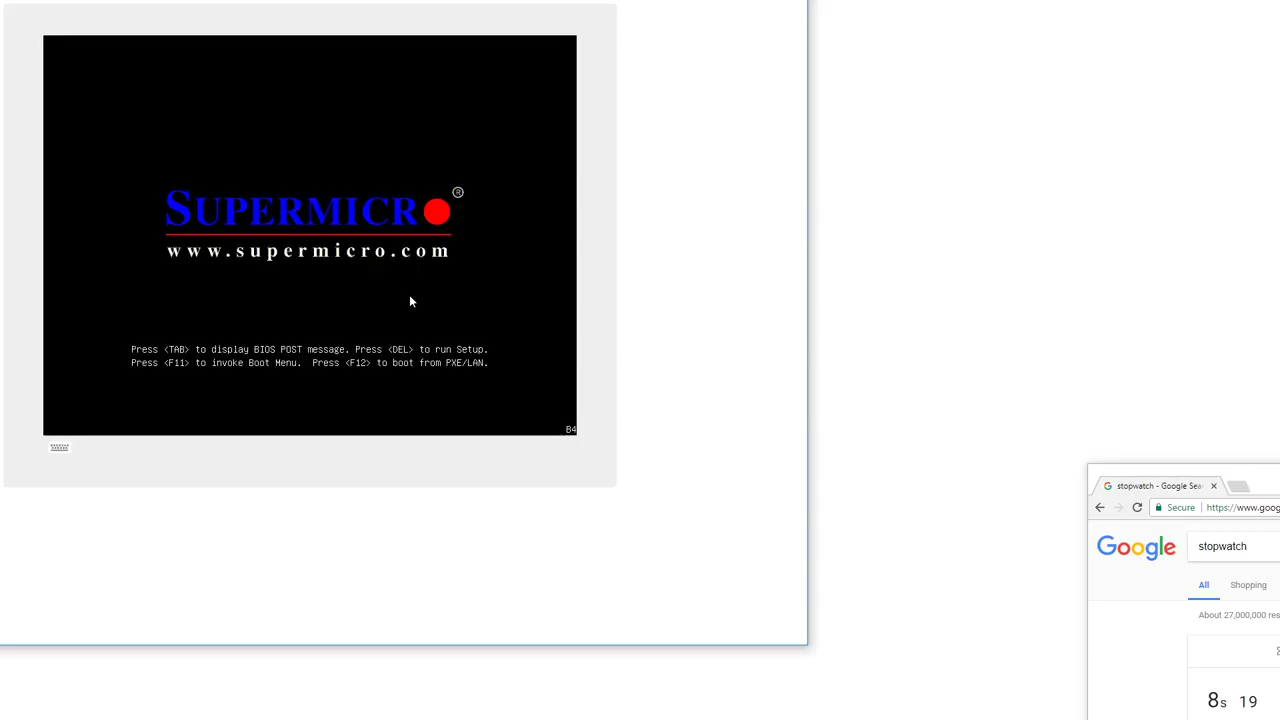 SUPERMICRO®
www.supermicro.com
Press <TAB> to display BIOS POST message. Press <DEL> to run Setup.
Press <F11> to invoke Boot Menu.  Press <F12> to boot from PXE/LAN.
B4
stopwatch - Google Sea
Secure
https://www.goog
Google
stopwatch
All
Shopping
About 27,000,000 res
8s 19